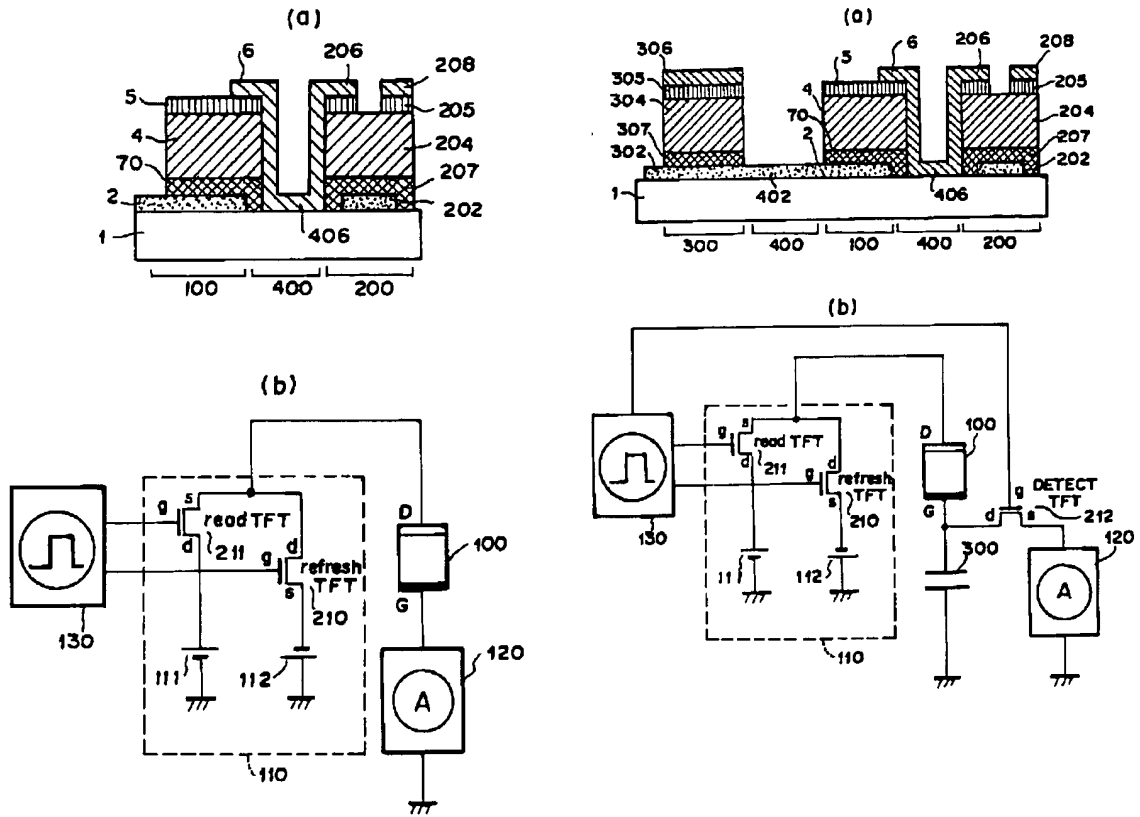 (a)
6 206 208
5 205
4 204
70 207
2 202
1 406
100 400 200
(b)
g s read TFT d 211
g d refresh TFT s 210
D 100 G
130
111 112
120
A
110
(a)
306 5 6 206 208
305 205
304 4 204
307 70 207
302 2 202
1 402 406
300 400 100 400 200
(b)
g s read TFT d 211
g d refresh TFT s 210
D 100 G
DETECT TFT
g d s 212
130
111 112
300
120
A
110